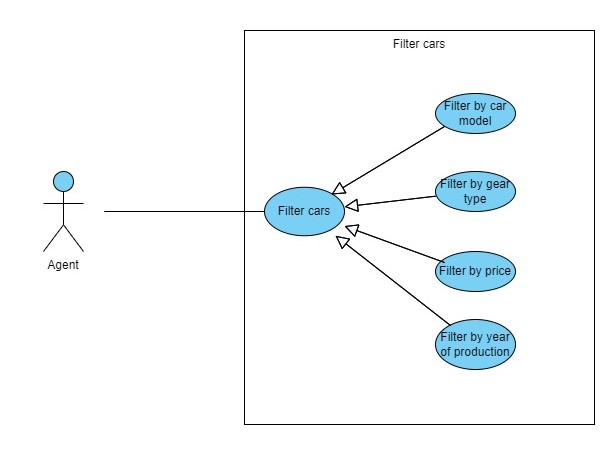 Filter cars
Filter by car
model
Filter by gear
type
Filter cars
Agent
Filter by price
Filter by year
of production